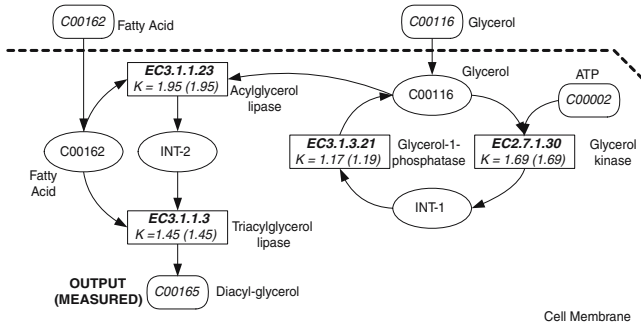 C00162
Fatty Acid
C00116
Glycerol
EC3.1.1.23
K = 1.95 (1.95)
Acylglycerol
lipase
Glycerol
C00116
ATP
C00002
C00162
Fatty
Acid
INT-2
EC3.1.3.21
K = 1.17 (1.19)
Glycerol-1-
phosphatase
EC2.7.1.30
K = 1.69 (1.69)
Glycerol
kinase
INT-1
EC3.1.1.3
K =1.45 (1.45)
Triacylglycerol
lipase
OUTPUT
(MEASURED)
C00165
Diacyl-glycerol
Cell Membrane